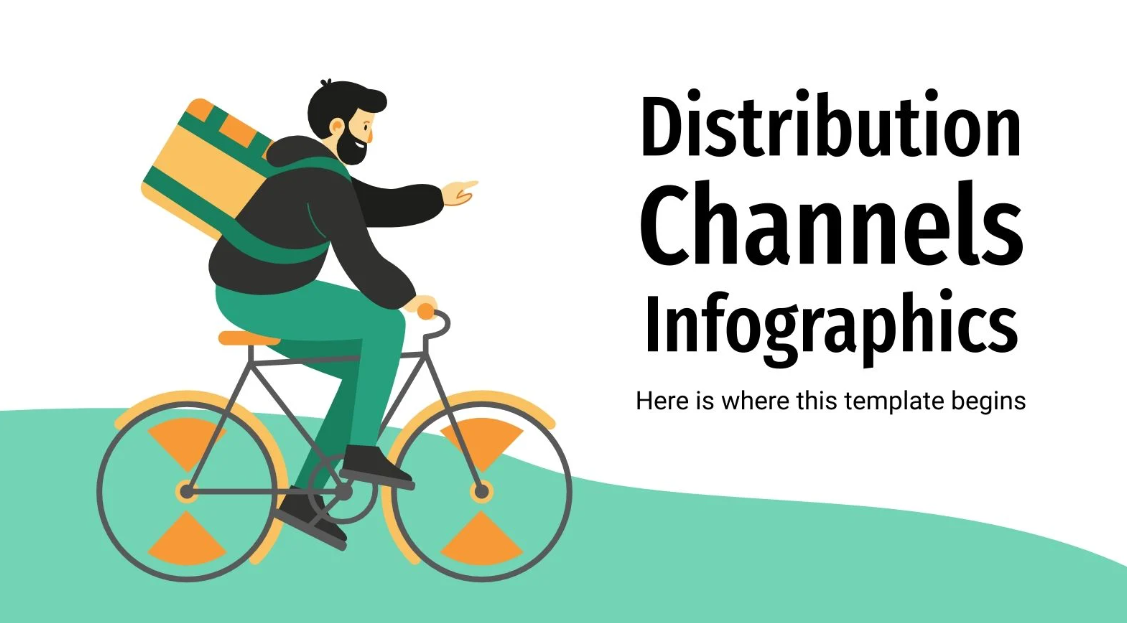 Distribution
Channels
Infographics
Here is where this template begins